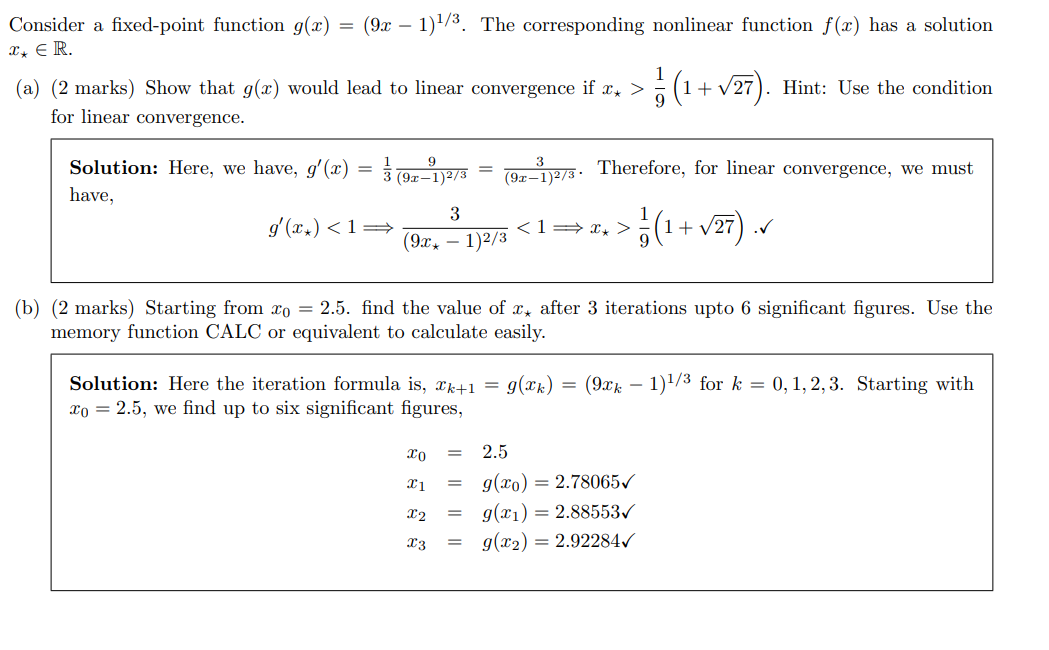 Consider a fixed-point function g(x) = (9x − 1)^{1/3}. The corresponding nonlinear function f(x) has a solution
x⋆ ∈ ℝ.
(a) (2 marks) Show that g(x) would lead to linear convergence if x⋆ > \frac{1}{9}(1 + √27). Hint: Use the condition
for linear convergence.
Solution: Here, we have, g′(x) = \frac{1}{3} \frac{9}{(9x−1)^{2/3}} = \frac{3}{(9x−1)^{2/3}}. Therefore, for linear convergence, we must
have,
g′(x⋆) < 1 ⟹ \frac{3}{(9x⋆ − 1)^{2/3}} < 1 ⟹ x⋆ > \frac{1}{9}(1 + √27) .✓
(b) (2 marks) Starting from x₀ = 2.5. find the value of x⋆ after 3 iterations upto 6 significant figures. Use the
memory function CALC or equivalent to calculate easily.
Solution: Here the iteration formula is, x_{k+1} = g(x_k) = (9x_k − 1)^{1/3} for k = 0, 1, 2, 3. Starting with
x₀ = 2.5, we find up to six significant figures,
x₀ = 2.5
x₁ = g(x₀) = 2.78065✓
x₂ = g(x₁) = 2.88553✓
x₃ = g(x₂) = 2.92284✓